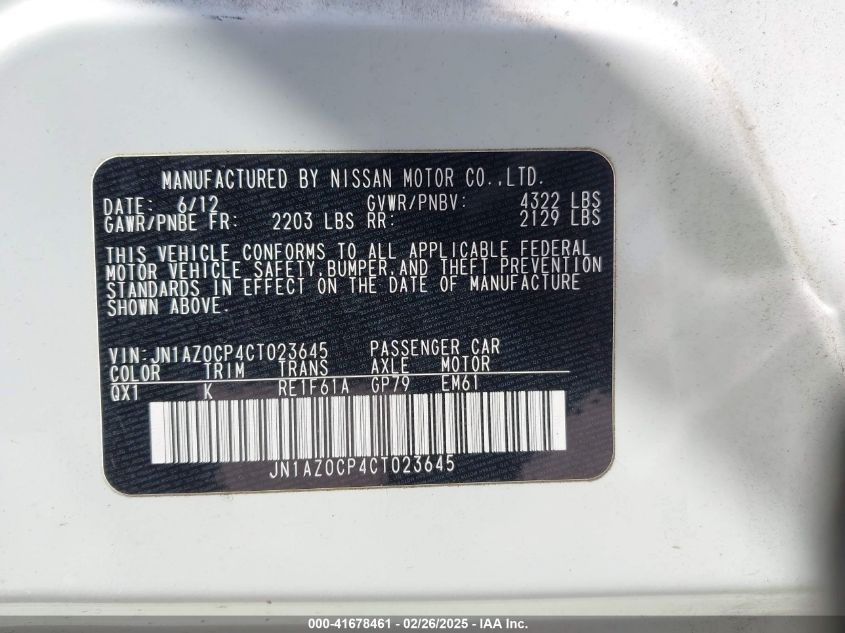 MANUFACTURED BY NISSAN MOTOR CO.,LTD.
DATE: 6/12 GVWR/PNBV: 4322 LBS
GAWR/PNBE FR: 2203 LBS RR: 2129 LBS
THIS VEHICLE CONFORMS TO ALL APPLICABLE FEDERAL
MOTOR VEHICLE SAFETY,BUMPER,AND THEFT PREVENTION
STANDARDS IN EFFECT ON THE DATE OF MANUFACTURE
SHOWN ABOVE.
VIN:JN1AZ0CP4CT023645 PASSENGER CAR
COLOR TRIM TRANS AXLE MOTOR
QX1 K RE1F61A GP79 EM61
JN1AZ0CP4CT023645
000-41678461 - 02/26/2025 - IAA Inc.